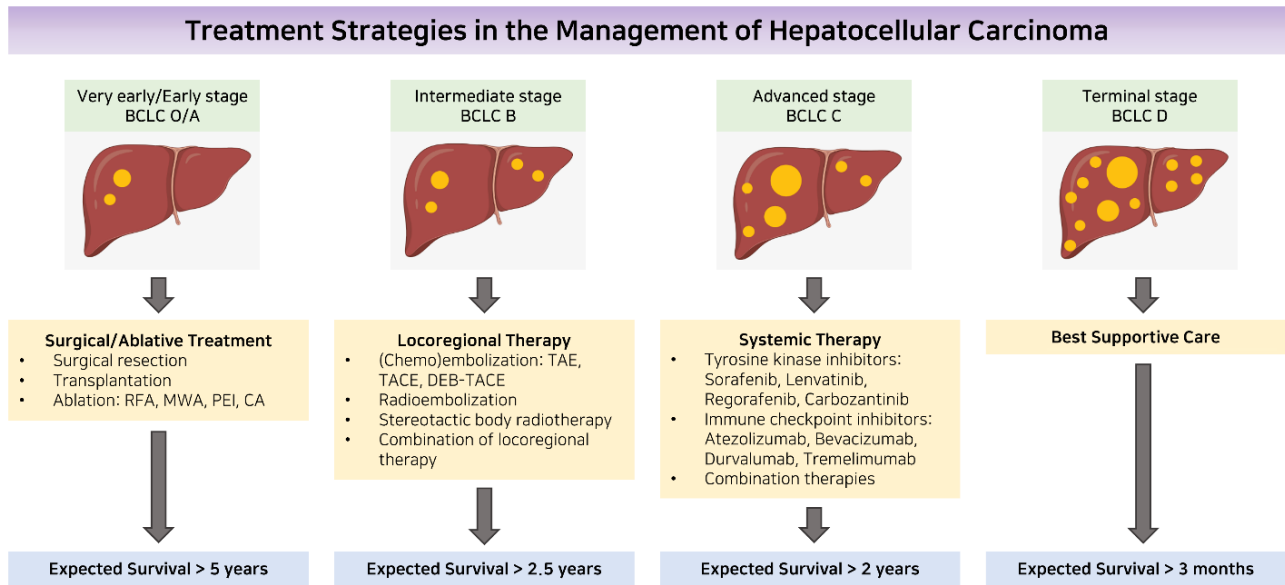 Treatment Strategies in the Management of Hepatocellular Carcinoma
Very early/Early stage
BCLC O/A
Surgical/Ablative Treatment
• Surgical resection
• Transplantation
• Ablation: RFA, MWA, PEI, CA
Expected Survival > 5 years
Intermediate stage
BCLC B
Locoregional Therapy
• (Chemo)embolization: TAE,
TACE, DEB-TACE
• Radioembolization
• Stereotactic body radiotherapy
• Combination of locoregional
therapy
Expected Survival > 2.5 years
Advanced stage
BCLC C
Systemic Therapy
• Tyrosine kinase inhibitors:
Sorafenib, Lenvatinib,
Regorafenib, Carbozantinib
• Immune checkpoint inhibitors:
Atezolizumab, Bevacizumab,
Durvalumab, Tremelimumab
• Combination therapies
Expected Survival > 2 years
Terminal stage
BCLC D
Best Supportive Care
Expected Survival > 3 months